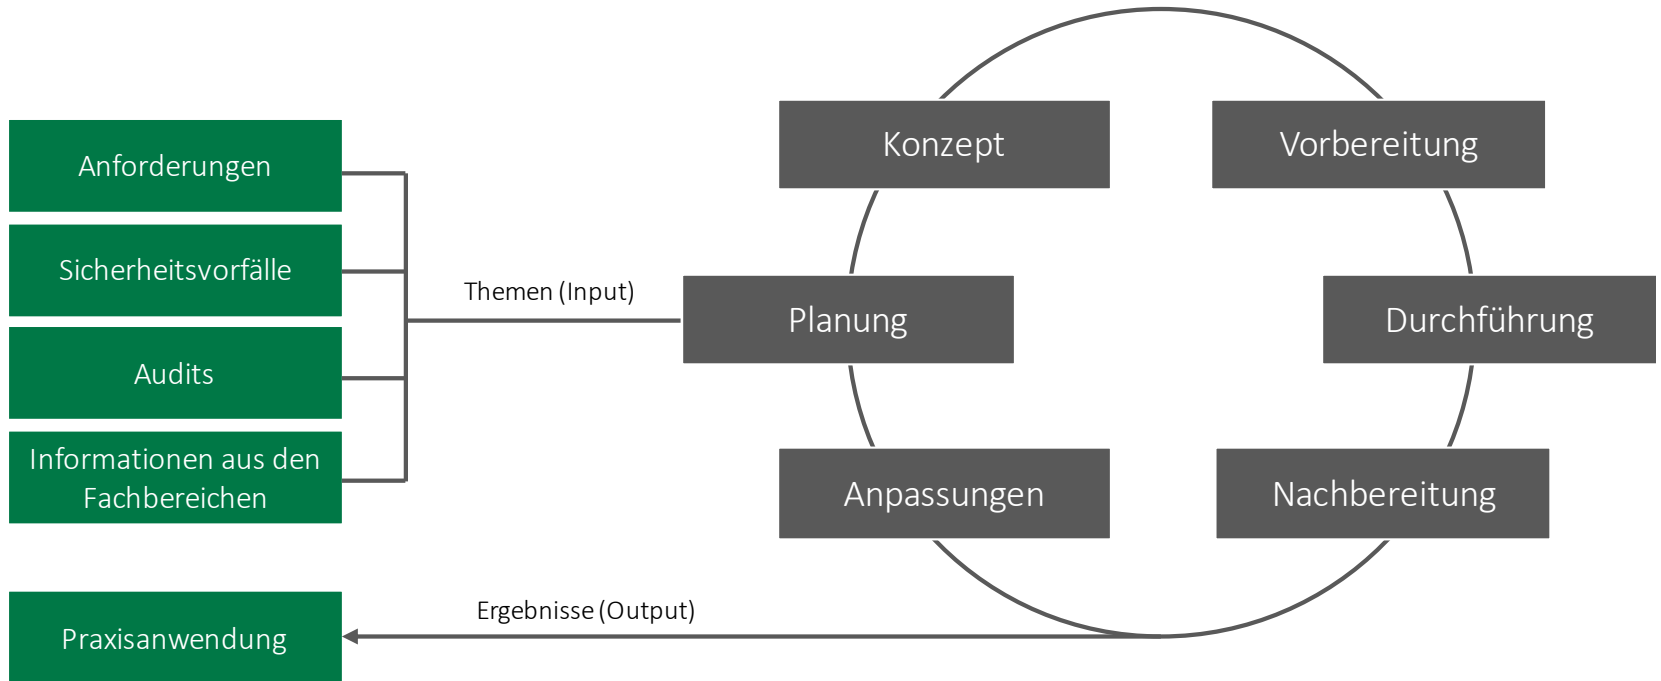 Anforderungen
Sicherheitsvorfälle
Audits
Informationen aus den
Fachbereichen
Praxisanwendung
Themen (Input)
Ergebnisse (Output)
Konzept
Vorbereitung
Planung
Durchführung
Anpassungen
Nachbereitung